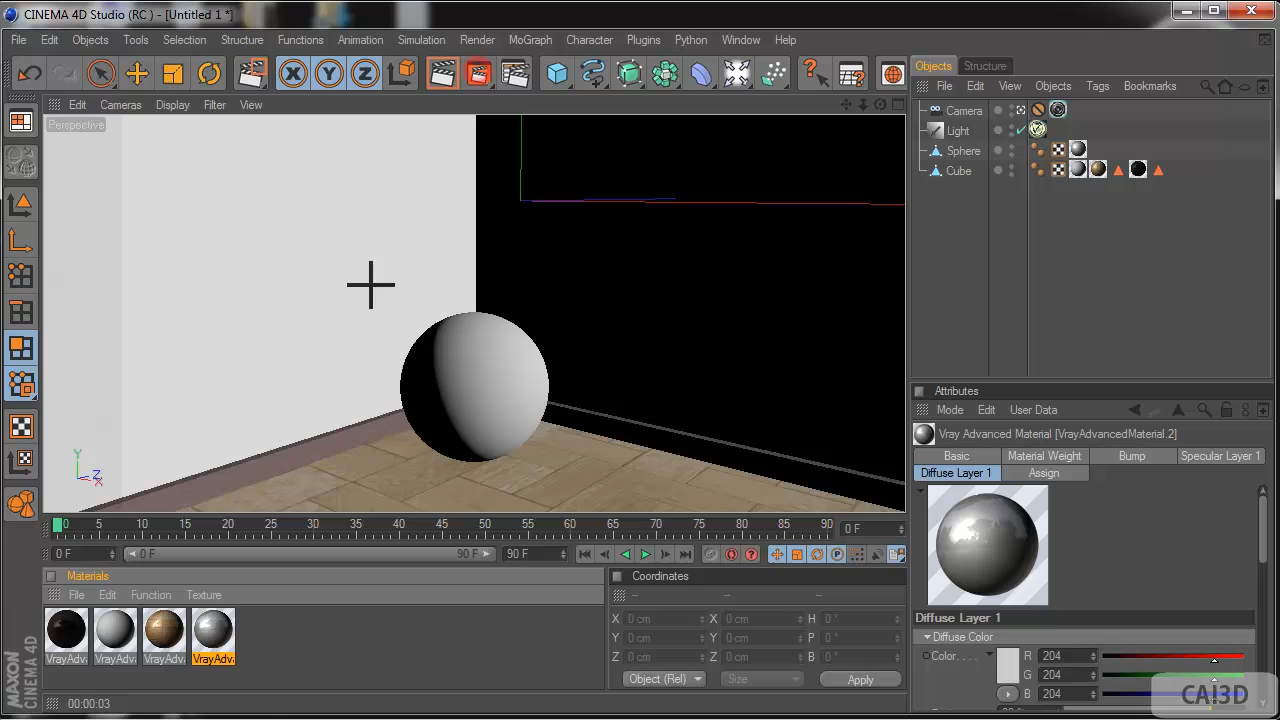 CINEMA 4D Studio (RC ) - [Untitled 1 *]
File Edit Objects Tools Selection Structure Functions Animation Simulation Render MoGraph Character Plugins Python Window Help
X Y Z
Edit Cameras Display Filter View
Perspective
Y
Z
X
0 5 10 15 20 25 30 35 40 45 50 55 60 65 70 75 80 85 90 0 F
0 F 0 F 90 F 90 F
Materials
File Edit Function Texture
VrayAdva VrayAdva VrayAdva VrayAdva
Coordinates
-- -- --
X 0 cm X 0 cm H 0 °
Y 0 cm Y 0 cm P 0 °
Z 0 cm Z 0 cm B 0 °
Object (Rel) Size Apply
00:00:03
MAXON
CINEMA 4D
Objects Structure
File Edit View Objects Tags Bookmarks
Camera
Light
Sphere
Cube
Attributes
Mode Edit User Data
Vray Advanced Material [VrayAdvancedMaterial.2]
Basic Material Weight Bump Specular Layer 1
Diffuse Layer 1 Assign
Diffuse Layer 1
Diffuse Color
Color. . . . R 204
G 204
B 204
CAI3D